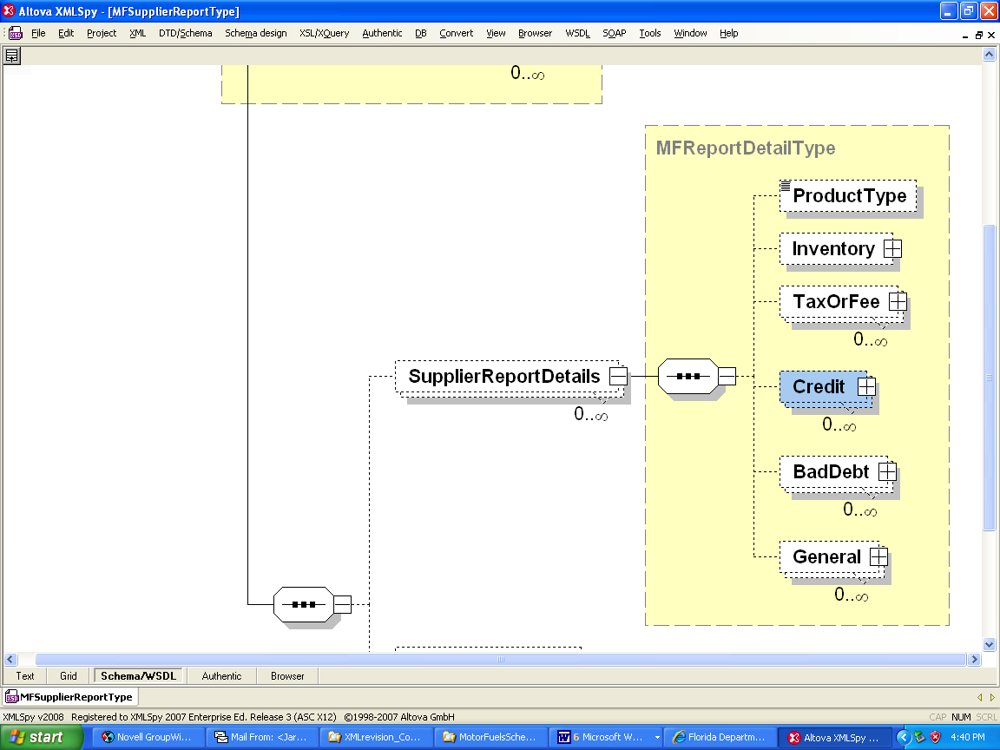 Altova XMLSpy - [MFSupplierReportType]
File Edit Project XML DTD/Schema Schema design XSL/XQuery Authentic DB Convert View Browser WSDL SOAP Tools Window Help
0..∞
MFReportDetailType
ProductType
Inventory
TaxOrFee
0..∞
SupplierReportDetails
0..∞
Credit
0..∞
BadDebt
0..∞
General
0..∞
Text Grid Schema/WSDL Authentic Browser
MFSupplierReportType
XMLSpy v2008 Registered to XMLSpy 2007 Enterprise Ed. Release 3 (ASC X12) ©1998-2007 Altova GmbH CAP NUM SCRL
start Novell GroupWi... Mail From: <Jar... XMLrevision_Co... MotorFuelsSche... 6 Microsoft W... Florida Departm... Altova XMLSpy ... 4:40 PM